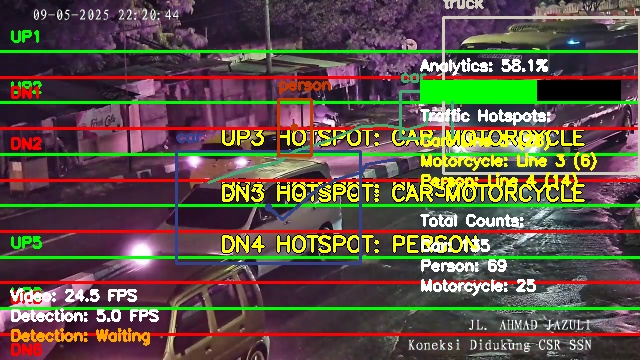 truck
09-05-2025 22:20:44
UP1
Analytics: 58.1%
person
car
DN1
Traffic Hotspots:
DN2
UP3 HOTSPOT: CAR MOTORCYCLE
Motorcycle: Line 3 (6)
Person: Line 4 (14)
DN3 HOTSPOT: CAR MOTORCYCLE
Total Counts:
UP5
DN4 HOTSPOT: PERSON
Person: 69
Motorcycle: 25
Video: 24.5 FPS
Detection: 5.0 FPS
Detection: Waiting
JL. AHMAD JAZULI
Koneksi Didukung CSR SSN
DN6